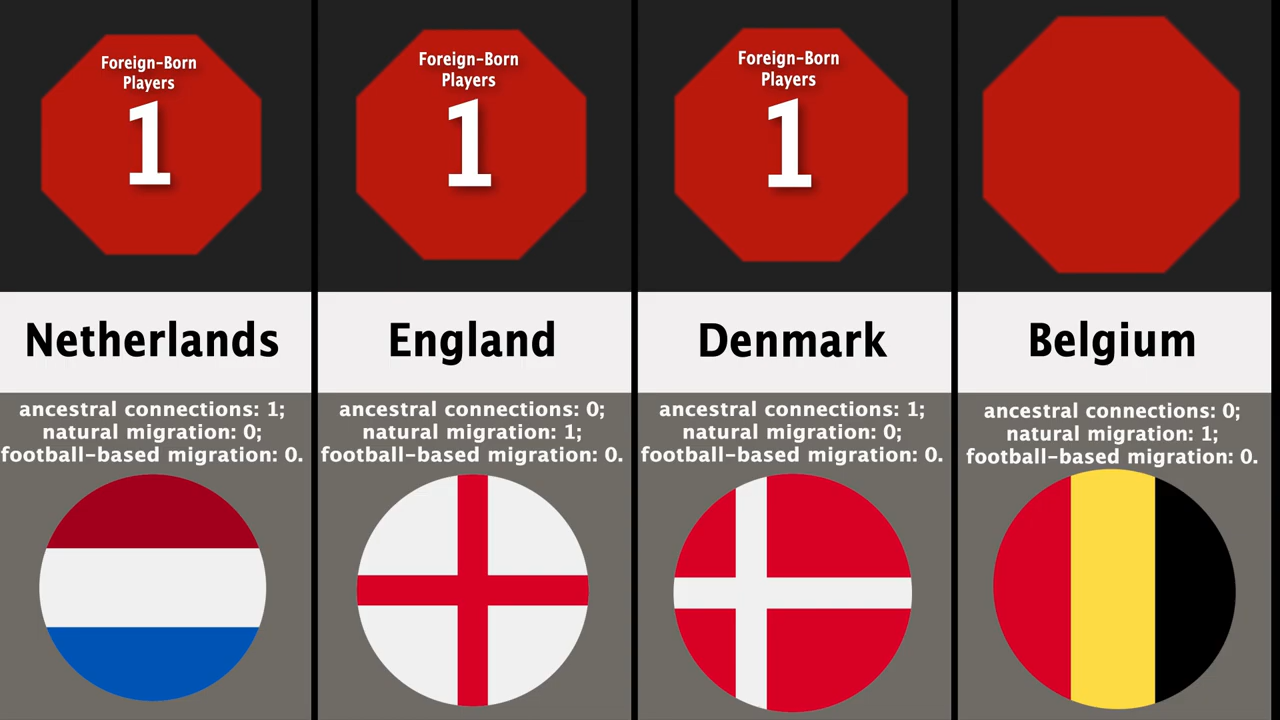 Foreign-Born
Players
1
Netherlands
ancestral connections: 1;
natural migration: 0;
football-based migration: 0.
Foreign-Born
Players
1
England
ancestral connections: 0;
natural migration: 1;
football-based migration: 0.
Foreign-Born
Players
1
Denmark
ancestral connections: 1;
natural migration: 0;
football-based migration: 0.
Belgium
ancestral connections: 0;
natural migration: 1;
football-based migration: 0.